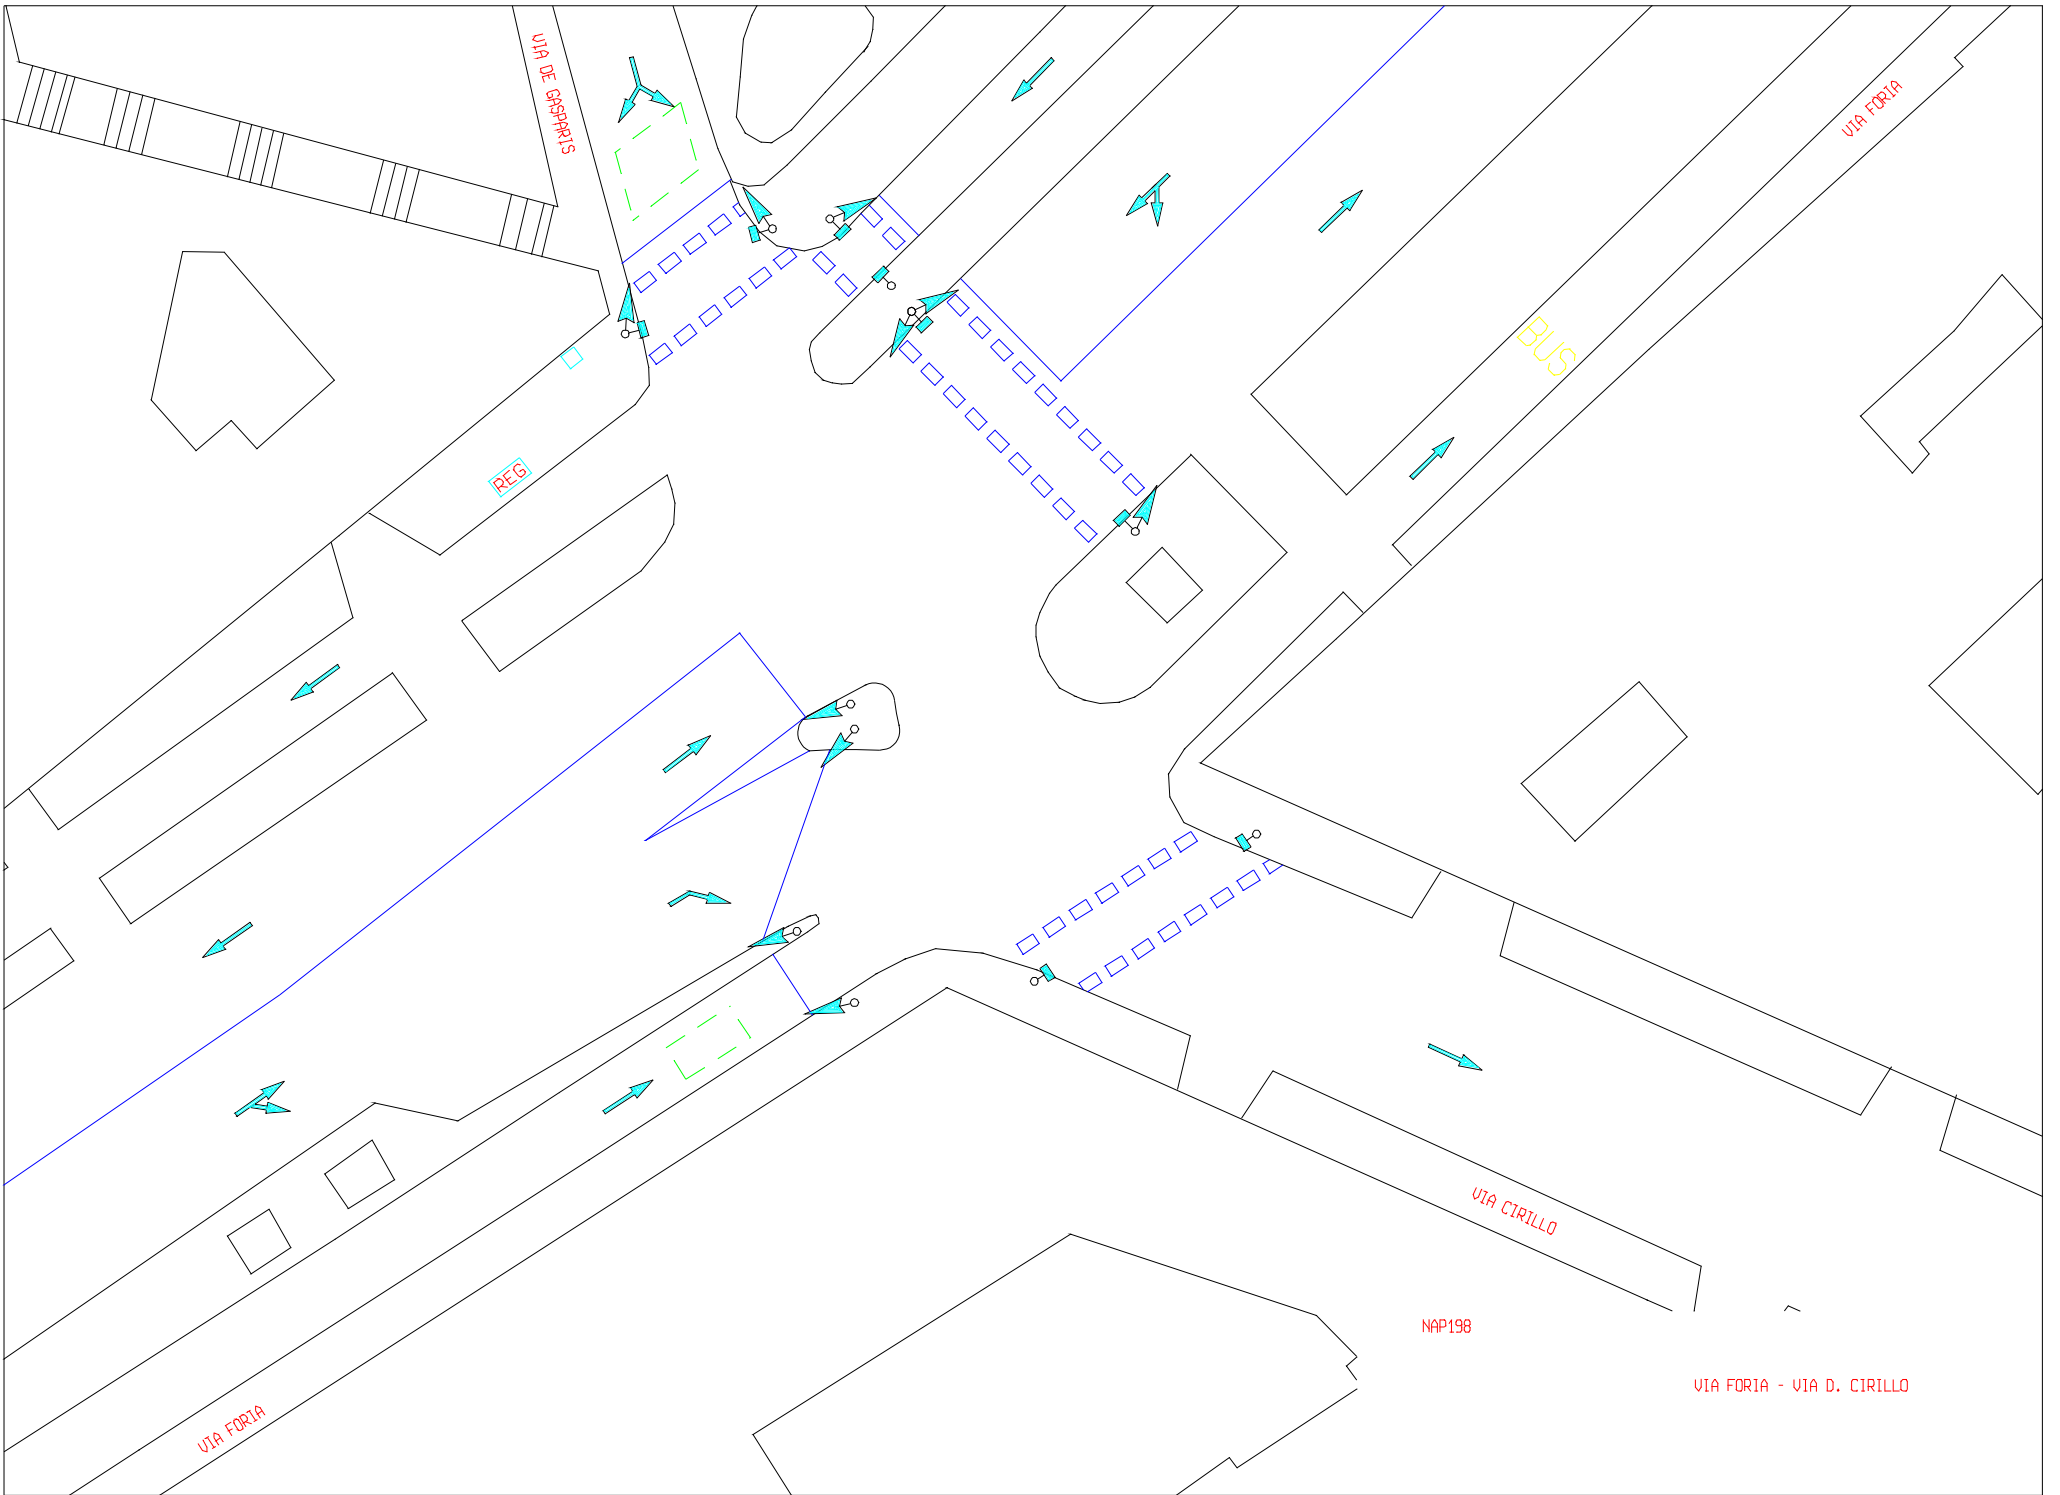 VIA DE GASPARIS
VIA FORIA
BUS
REG
VIA CIRILLO
NAP198
VIA FORIA - VIA D. CIRILLO
VIA FORIA